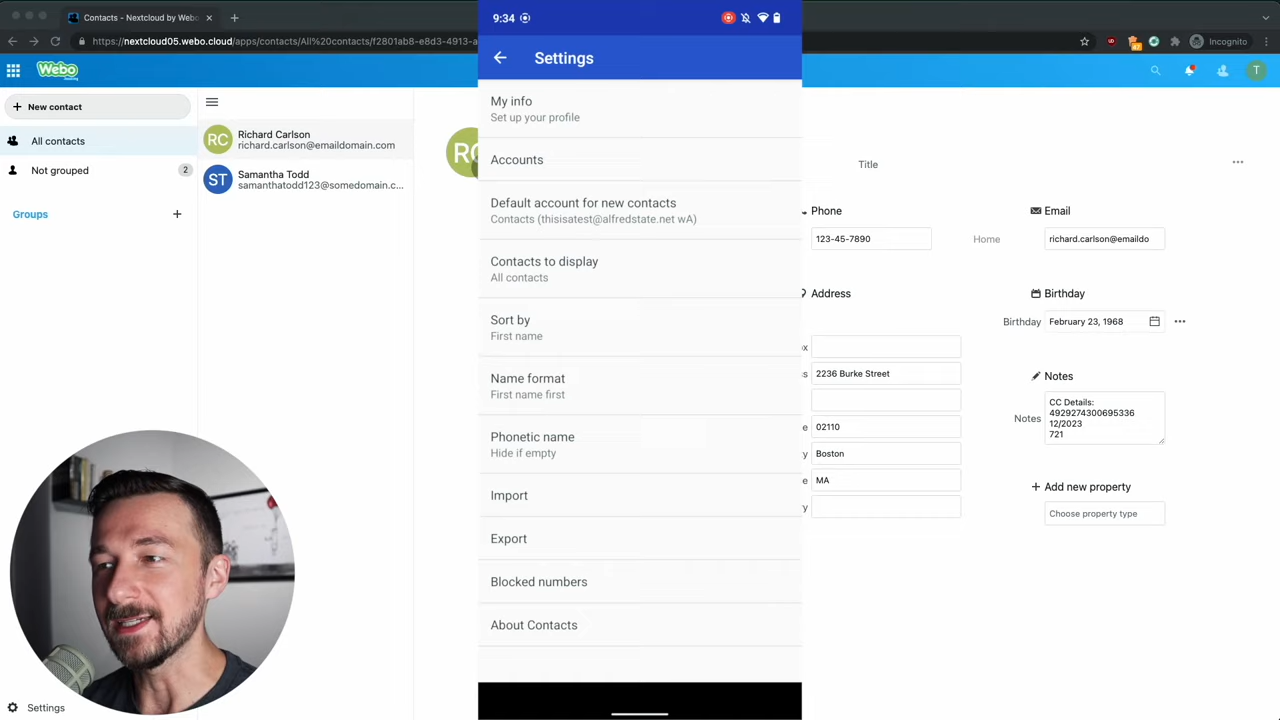 Contacts - Nextcloud by Webo
https://nextcloud05.webo.cloud/apps/contacts/All%20contacts/f2801ab8-e8d3-4913-a
Incognito
Webo
T
New contact
All contacts
Not grouped
2
Groups
Settings
RC
Richard Carlson
richard.carlson@emaildomain.com
ST
Samantha Todd
samanthatodd123@somedomain.c...
9:34
Settings
My info
Set up your profile
Accounts
Default account for new contacts
Contacts (thisisatest@alfredstate.net wA)
Contacts to display
All contacts
Sort by
First name
Name format
First name first
Phonetic name
Hide if empty
Import
Export
Blocked numbers
About Contacts
Title
Phone
123-45-7890
Address
2236 Burke Street
02110
Boston
MA
Email
Home
richard.carlson@emaildo
Birthday
Birthday
February 23, 1968
Notes
Notes
CC Details:
4929274300695336
12/2023
721
Add new property
Choose property type